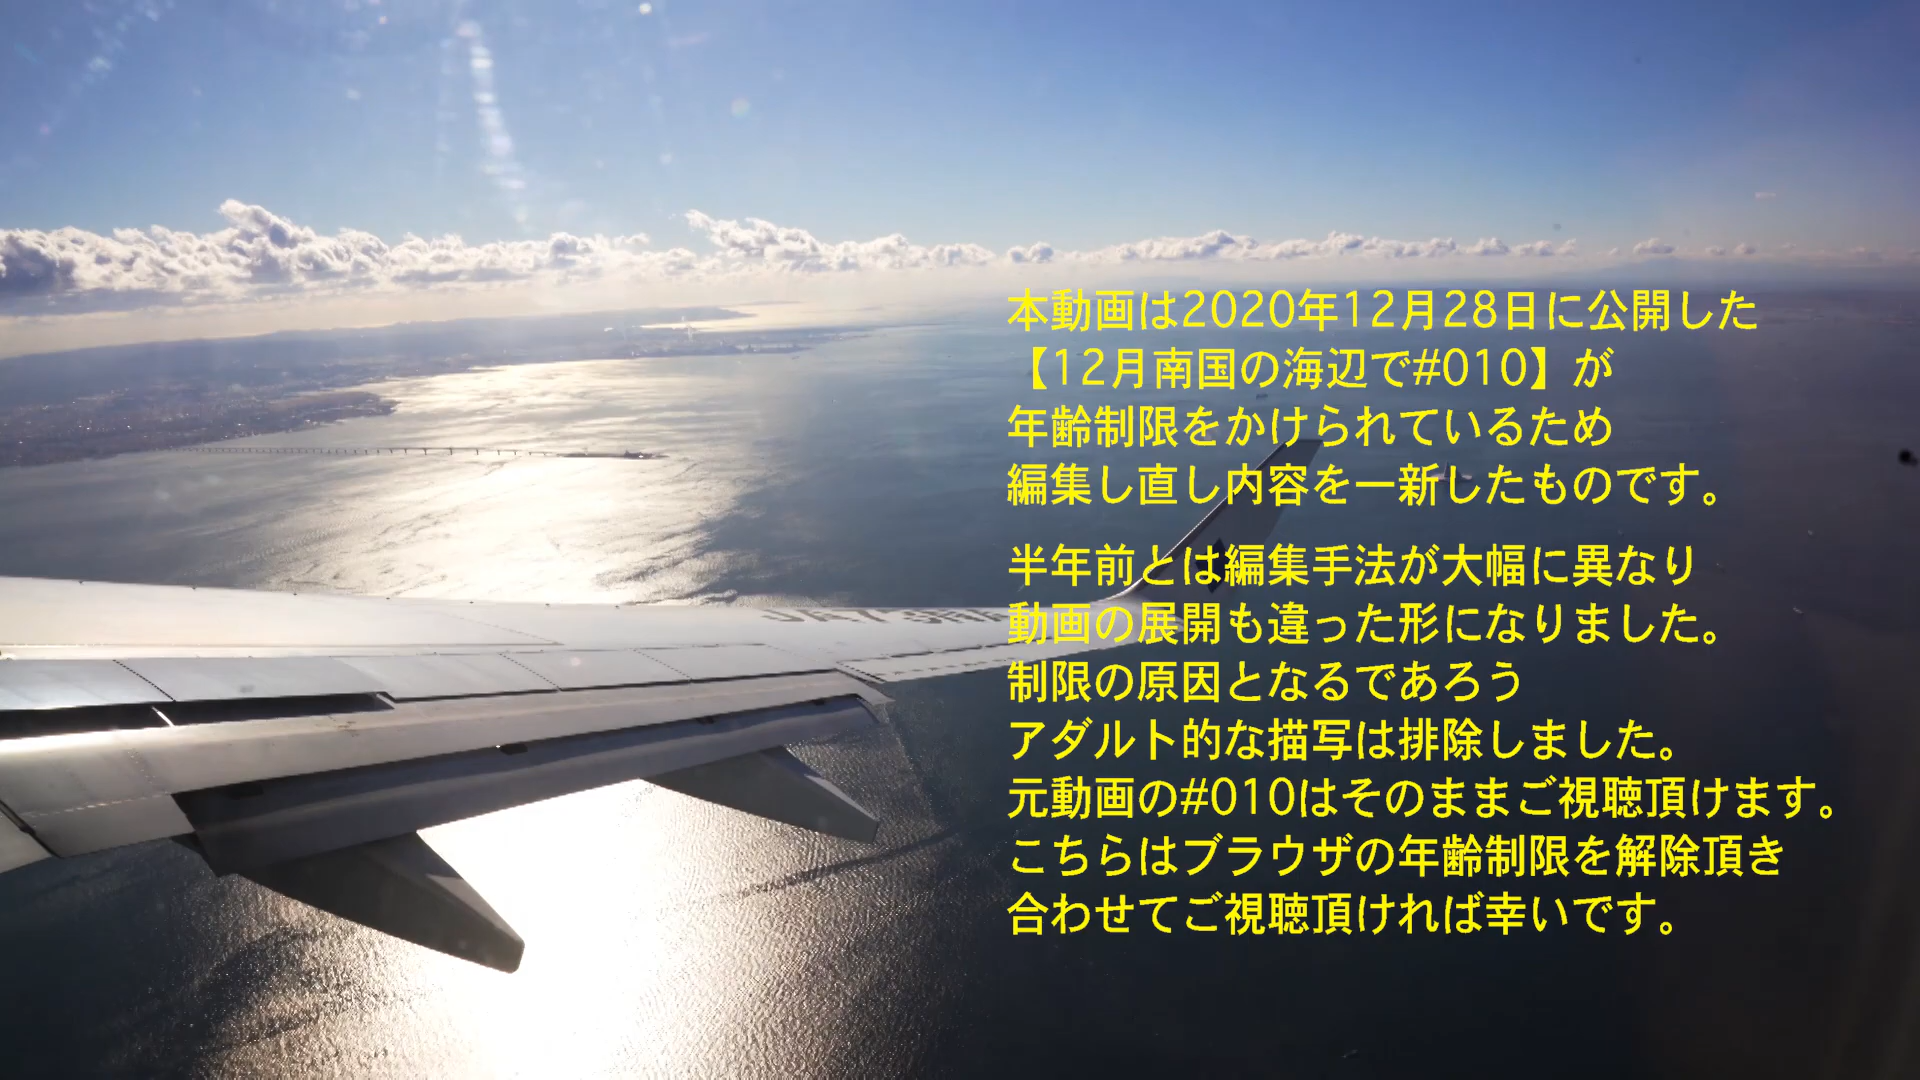 本動画は2020年12月28日に公開した
【12月南国の海辺で#010】が
年齢制限をかけられているため
編集し直し内容を一新したものです。
半年前とは編集手法が大幅に異なり
動画の展開も違った形になりました。
制限の原因となるであろう
アダルト的な描写は排除しました。
元動画の#010はそのままご視聴頂けます。
こちらはブラウザの年齢制限を解除頂き
合わせてご視聴頂ければ幸いです。